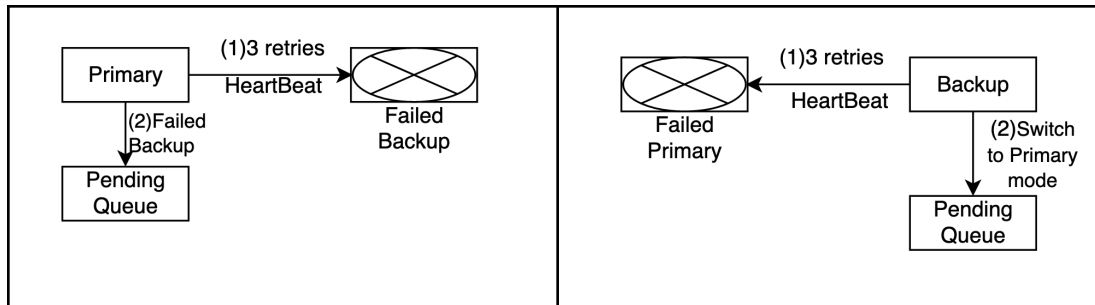 Primary
(1)3 retries
HeartBeat
Failed
Backup
(2)Failed
Backup
Pending
Queue
(1)3 retries
HeartBeat
Failed
Primary
Backup
(2)Switch
to Primary
mode
Pending
Queue